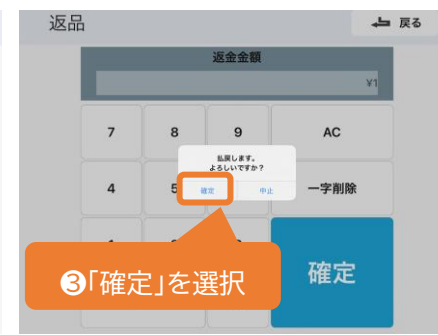 返品
戻る
返金金額
¥1
7 8 9 AC
払戻します。
よろしいですか？
確定 中止
4 5 一字削除
確定
❸「確定」を選択